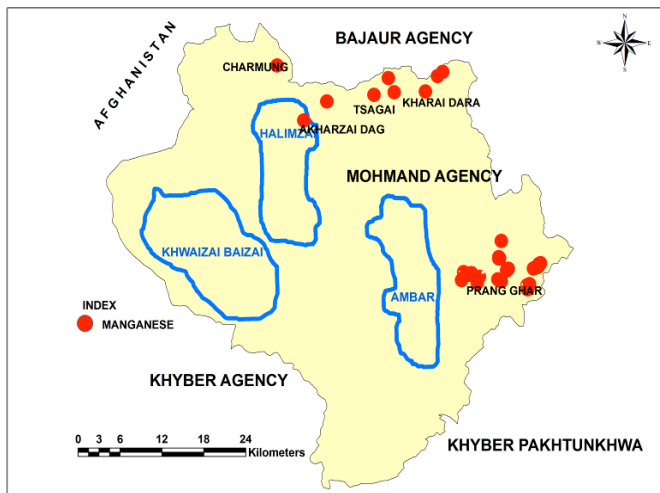 N
W E
S
BAJAUR AGENCY
AFGHANISTAN
CHARMUNG
TSAGAI
KHARAI DARA
AKHARZAI DAG
HALIMZAI
MOHMAND AGENCY
KHWAIZAI BAIZAI
AMBAR
PRANG GHAR
INDEX
MANGANESE
KHYBER AGENCY
KHYBER PAKHTUNKHWA
0 3 6 12 18 24
Kilometers